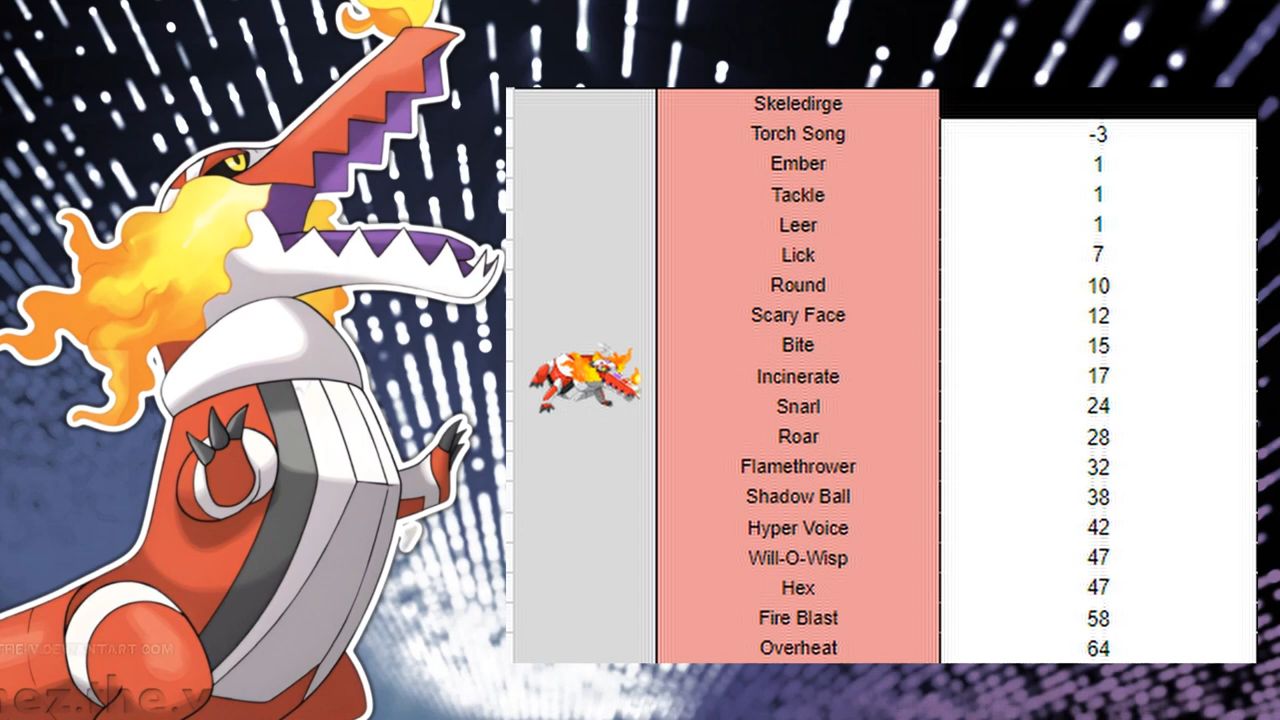 Skeledirge
Torch Song -3
Ember 1
Tackle 1
Leer 1
Lick 7
Round 10
Scary Face 12
Bite 15
Incinerate 17
Snarl 24
Roar 28
Flamethrower 32
Shadow Ball 38
Hyper Voice 42
Will-O-Wisp 47
Hex 47
Fire Blast 58
Overheat 64